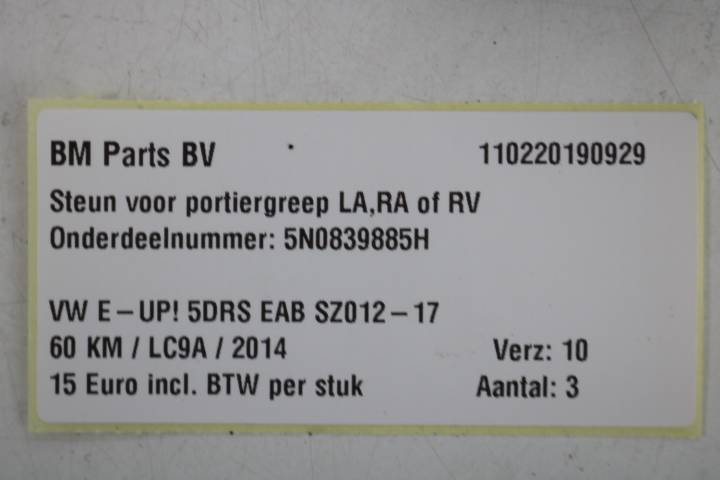 BM Parts BV 110220190929
Steun voor portiergreep LA,RA of RV
Onderdeelnummer: 5N0839885H
VW E-UP! 5DRS EAB SZ012-17
60 KM / LC9A / 2014 Verz: 10
15 Euro incl. BTW per stuk Aantal: 3